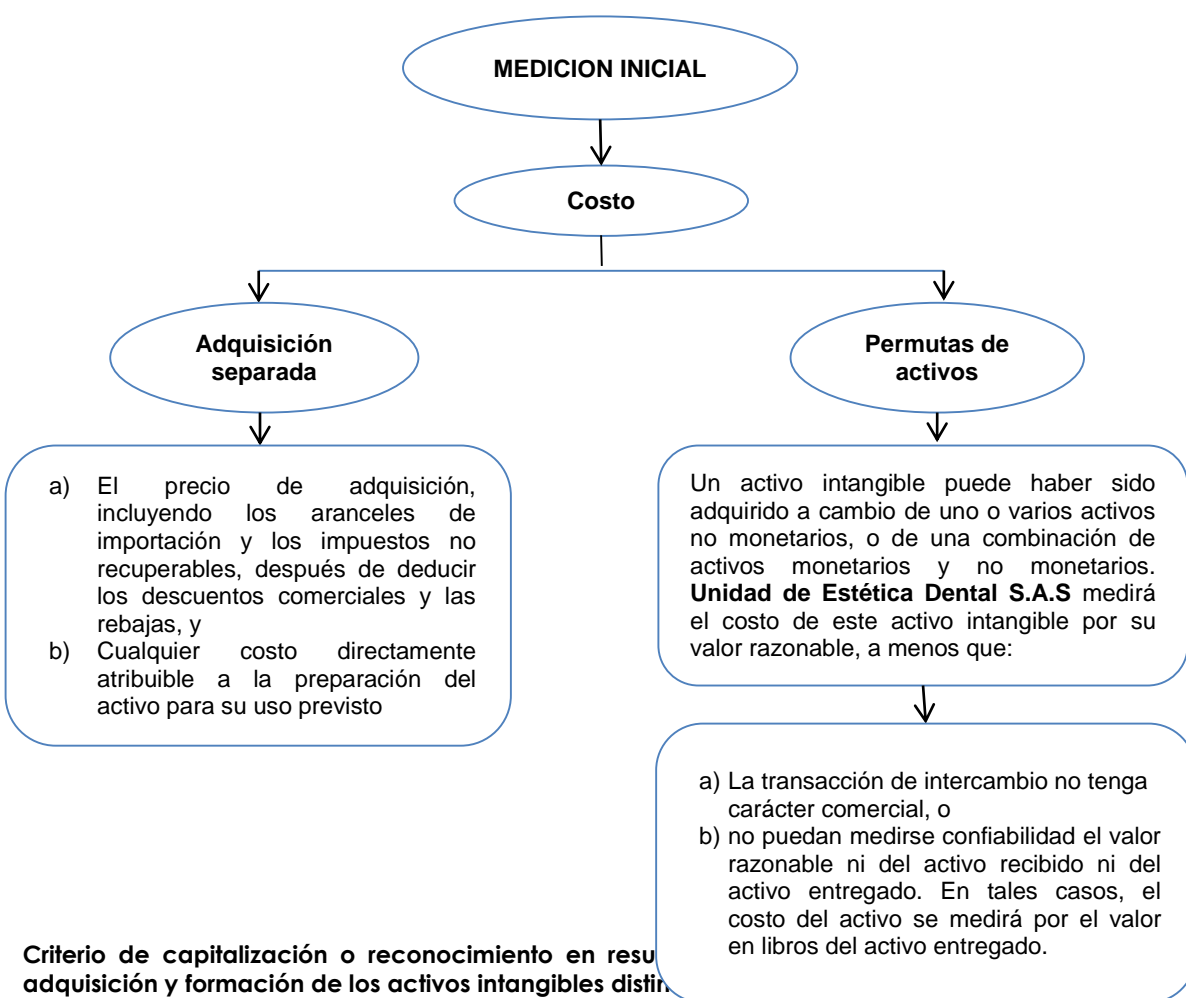 MEDICION INICIAL
Costo
Adquisición
separada
a) El precio de adquisición,
incluyendo los aranceles de
importación y los impuestos no
recuperables, después de deducir
los descuentos comerciales y las
rebajas, y
b) Cualquier costo directamente
atribuible a la preparación del
activo para su uso previsto
Permutas de
activos
Un activo intangible puede haber sido
adquirido a cambio de uno o varios activos
no monetarios, o de una combinación de
activos monetarios y no monetarios.
Unidad de Estética Dental S.A.S medirá
el costo de este activo intangible por su
valor razonable, a menos que:
a) La transacción de intercambio no tenga
carácter comercial, o
b) no puedan medirse confiabilidad el valor
razonable ni del activo recibido ni del
activo entregado. En tales casos, el
costo del activo se medirá por el valor
en libros del activo entregado.
Criterio de capitalización o reconocimiento en
adquisición y formación de los activos intangibles